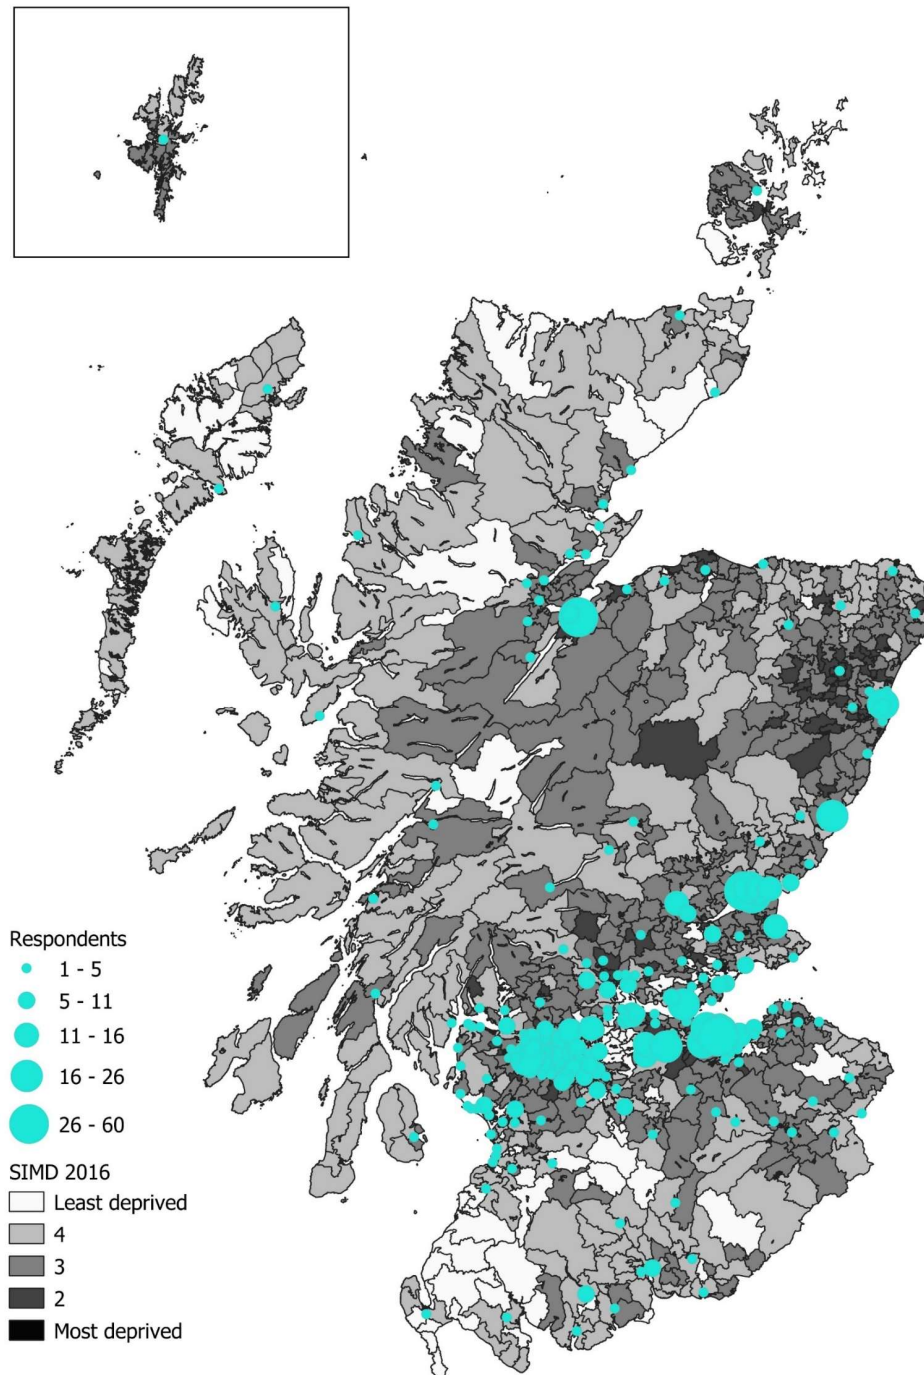 Respondents
1 - 5
5 - 11
11 - 16
16 - 26
26 - 60
SIMD 2016
Least deprived
4
3
2
Most deprived